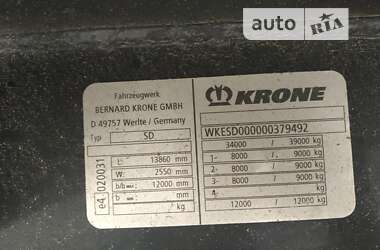 auto
RIA
Fahrzeugwerk
BERNARD KRONE GMBH
D 49757 Werlte / Germany
Typ SD
L: 13860 mm
W: 2550 mm
b/b max: 12000 mm
b mm
kg
e4 020031
KRONE
WKESD000000379492
34000 / 39000 kg
1- 8000 / 9000 kg
2- 8000 / 9000 kg
3- 8000 / 9000 kg
4- / kg
12000 / 12000 kg